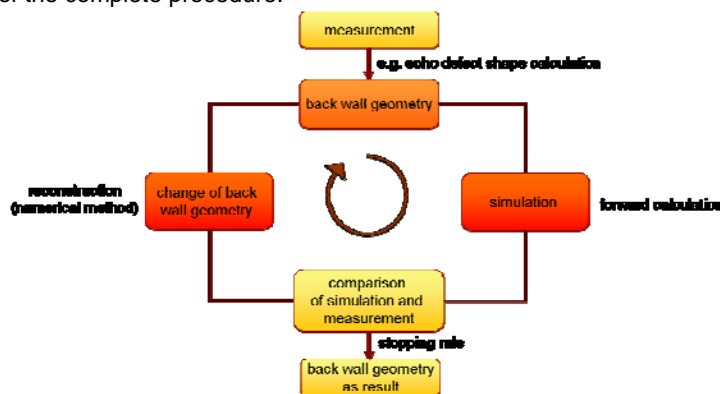 of the complete procedure.
measurement
e.g. echo defect shape calculation
back wall geometry
reconstruction
(numerical method)
change of back
wall geometry
simulation
forward calculation
comparison
of simulation and
measurement
stopping rule
back wall geometry
as result